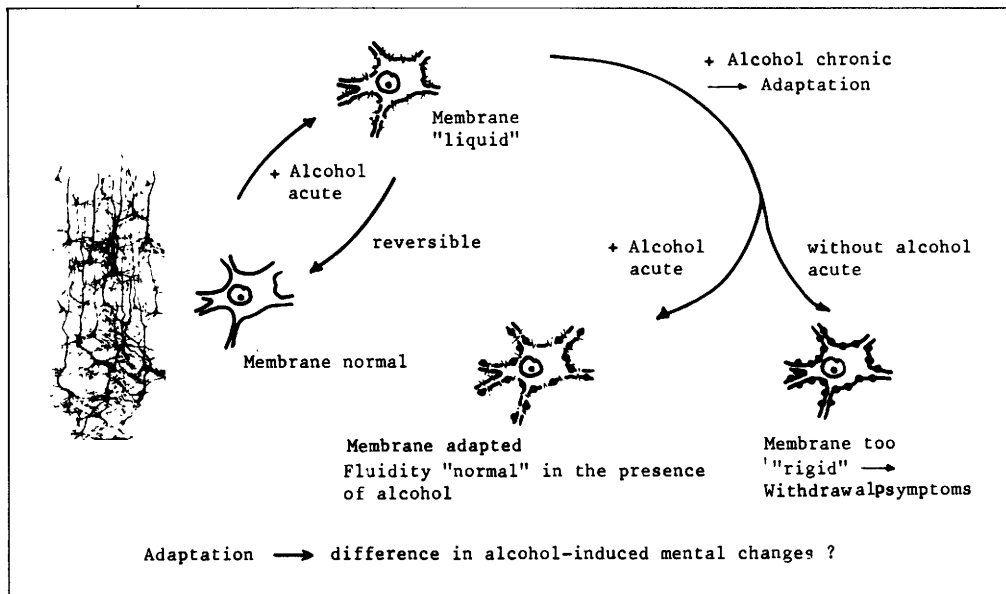 + Alcohol chronic
→ Adaptation
Membrane
"liquid"
+ Alcohol
acute
reversible
+ Alcohol
acute
without alcohol
acute
Membrane normal
Membrane adapted
Fluidity "normal" in the presence
of alcohol
Membrane too
"rigid" →
Withdrawalpsymptoms
Adaptation → difference in alcohol-induced mental changes ?